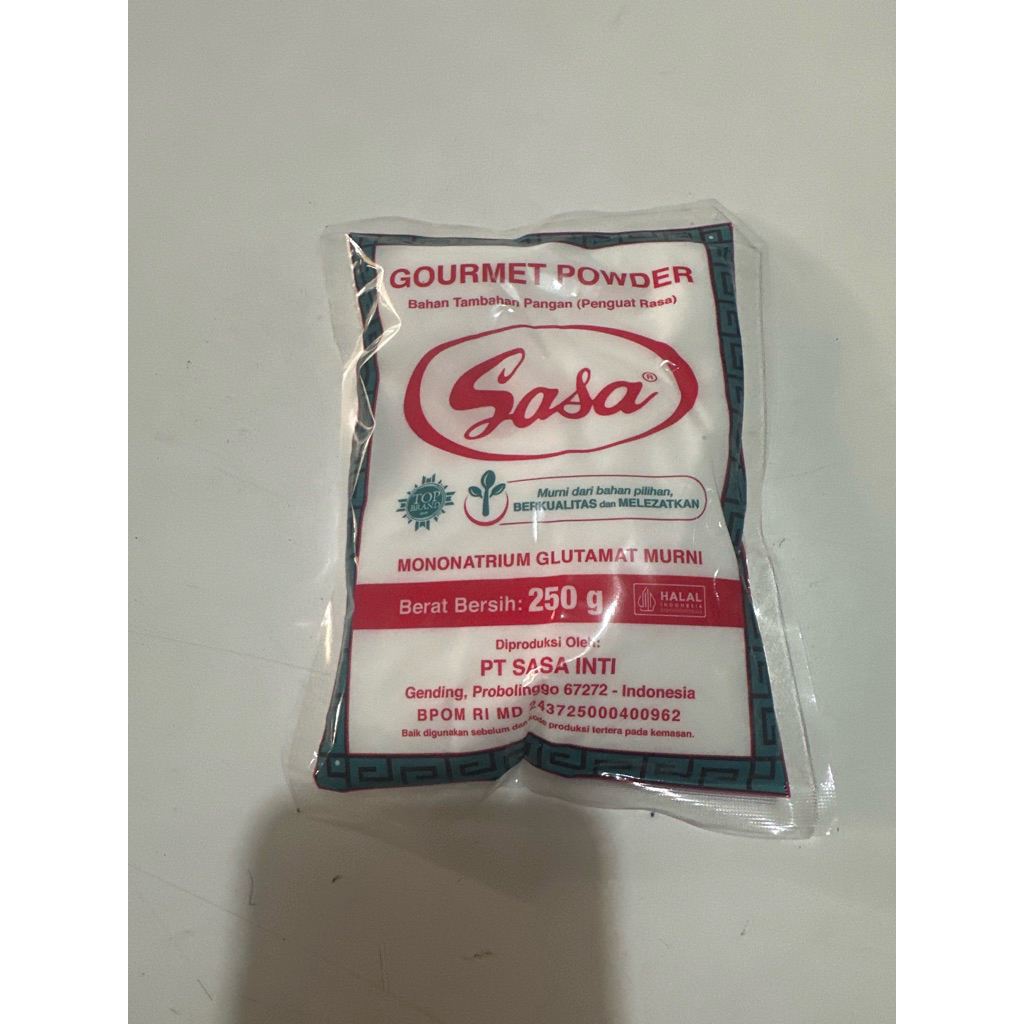 GOURMET POWDER
Bahan Tambahan Pangan (Penguat Rasa)
Sasa®
TOP
BRAND
Murni dari bahan pilihan,
BERKUALITAS dan MELEZATKAN
MONONATRIUM GLUTAMAT MURNI
Berat Bersih: 250 g
HALAL
INDONESIA
Diproduksi Oleh:
PT SASA INTI
Gending, Probolinggo 67272 - Indonesia
BPOM RI MD 243725000400962
Baik digunakan sebelum dan kode produksi tertera pada kemasan.